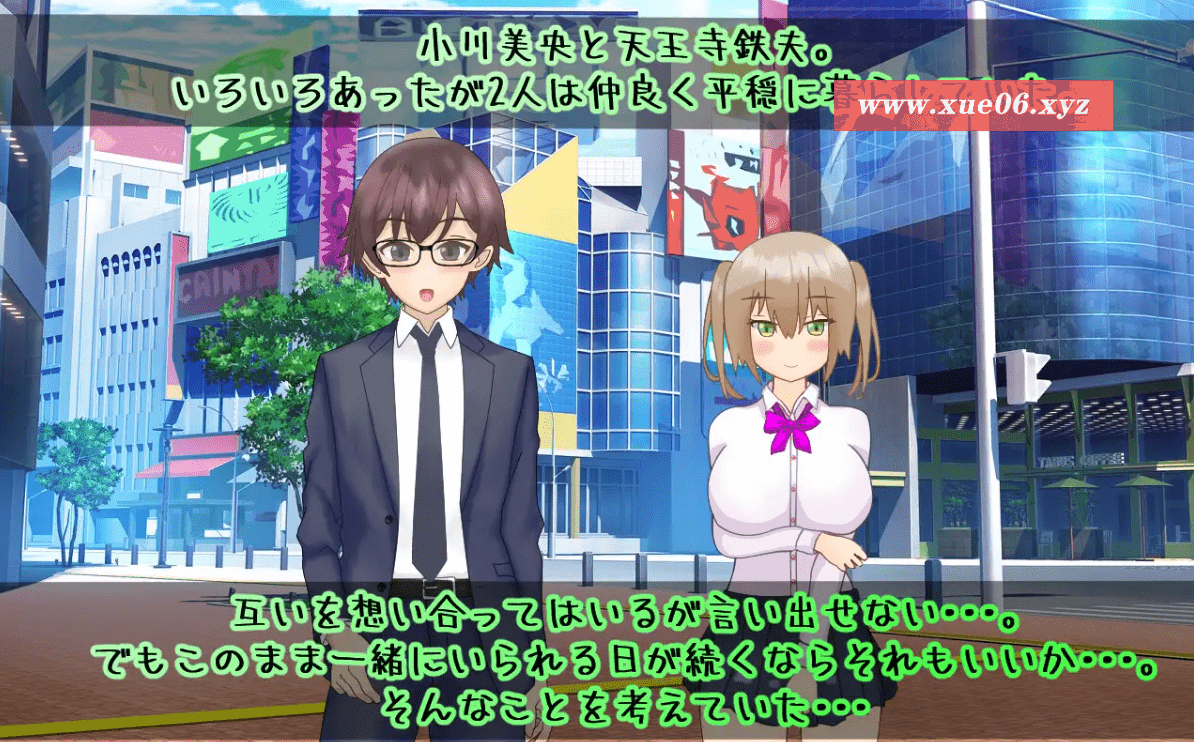 小川美央と天王寺鉄夫。
いろいろあったが2人は仲良く平穏に
www.xue06.xyz
CAINTA
互いを想い合ってはいるが言い出せない・・・。
でもこのまま一緒にいられる日が続くならそれもいいか・・・。
そんなことを考えていた・・・